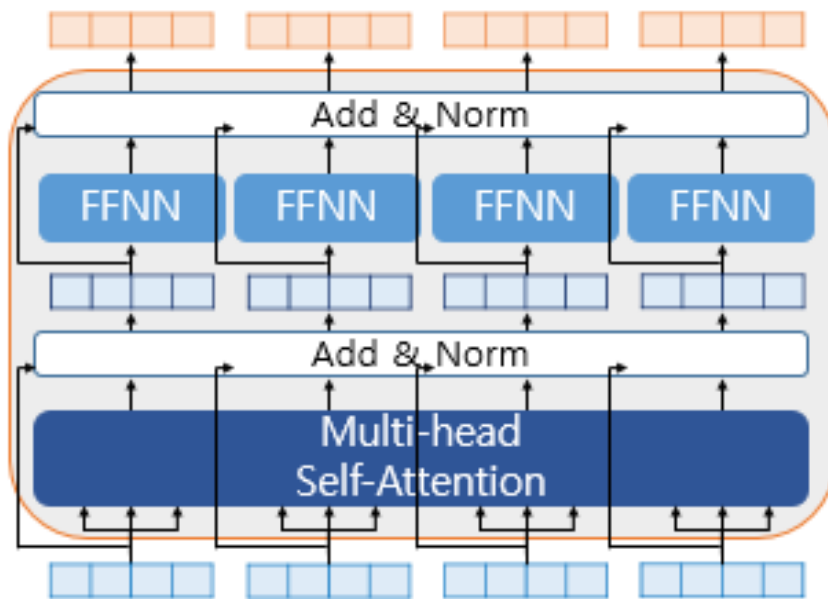 Add & Norm
FFNN FFNN FFNN FFNN
Add & Norm
Multi-head
Self-Attention